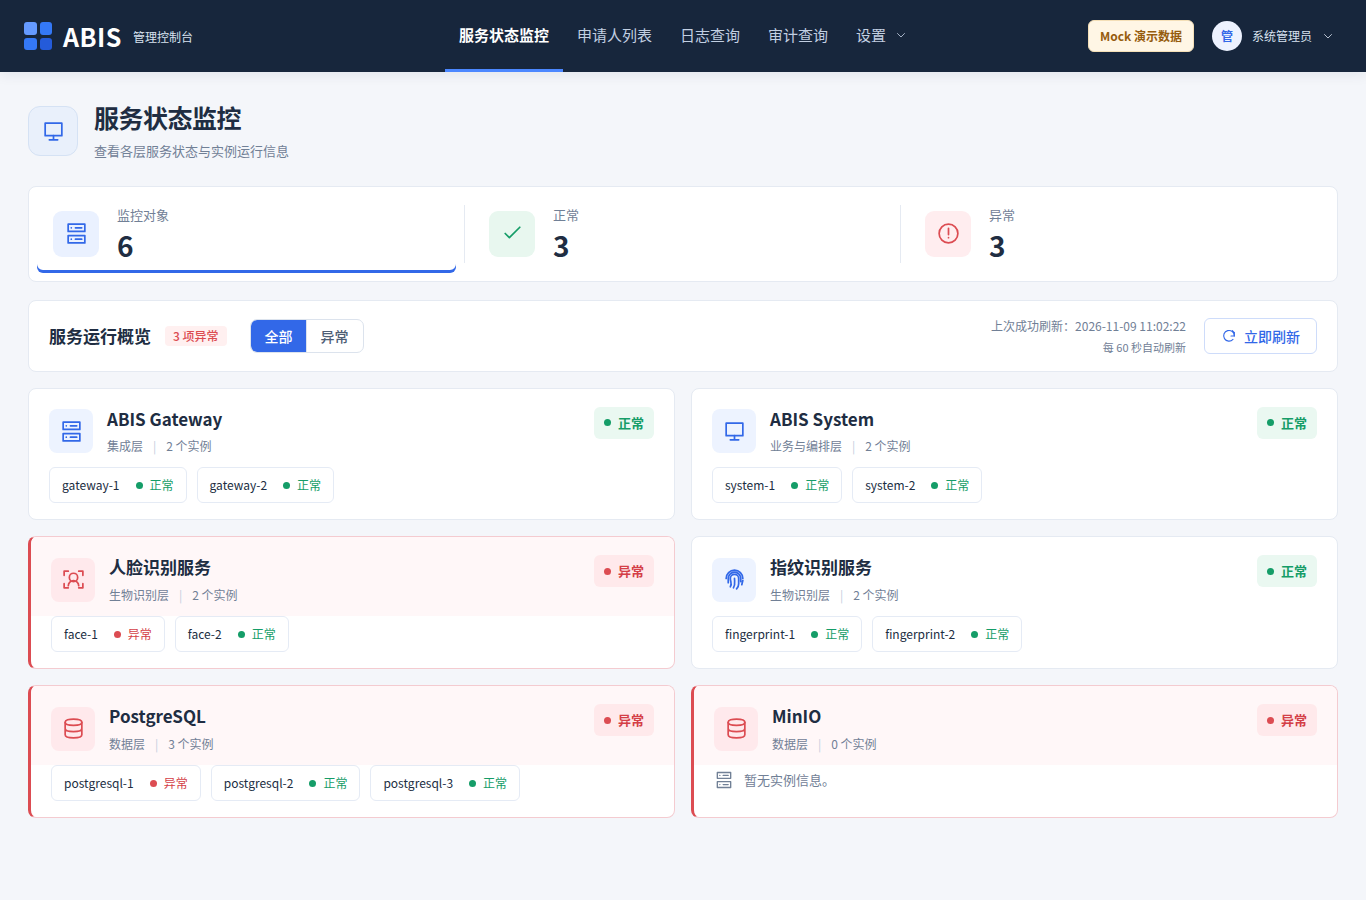 ABIS 管理控制台 服务状态监控 申请人列表 日志查询 审计查询 设置 Mock 演示数据 管 系统管理员
服务状态监控
查看各层服务状态与实例运行信息
监控对象 正常 异常
6 3 3
服务运行概览 3 项异常 全部 异常 上次成功刷新：2026-11-09 11:02:22 立即刷新
每 60 秒自动刷新
ABIS Gateway 正常
集成层 | 2 个实例
gateway-1 正常 gateway-2 正常
ABIS System 正常
业务与编排层 | 2 个实例
system-1 正常 system-2 正常
人脸识别服务 异常
生物识别层 | 2 个实例
face-1 异常 face-2 正常
指纹识别服务 正常
生物识别层 | 2 个实例
fingerprint-1 正常 fingerprint-2 正常
PostgreSQL 异常
数据层 | 3 个实例
postgresql-1 异常 postgresql-2 正常 postgresql-3 正常
MinIO 异常
数据层 | 0 个实例
暂无实例信息。